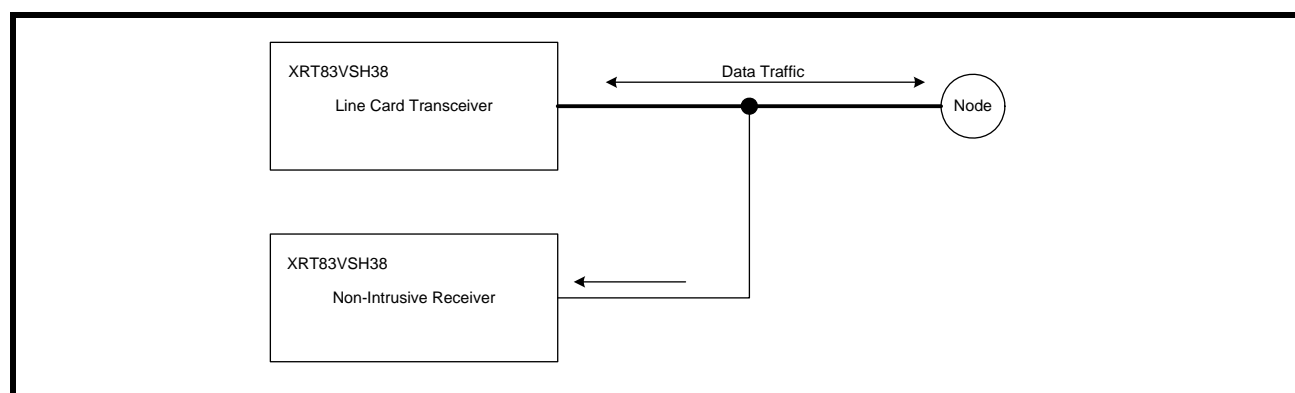 XRT83VSH38
Line Card Transceiver
Data Traffic
Node
XRT83VSH38
Non-Intrusive Receiver